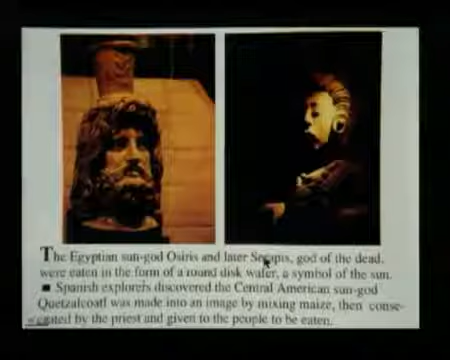 The Egyptian sun-god Osiris and later Serapis, god of the dead,
were eaten in the form of a round disk wafer, a symbol of the sun.
■ Spanish explorers discovered the Central American sun-god
Quetzalcoatl was made into an image by mixing maize, then conse-
crated by the priest and given to the people to be eaten.